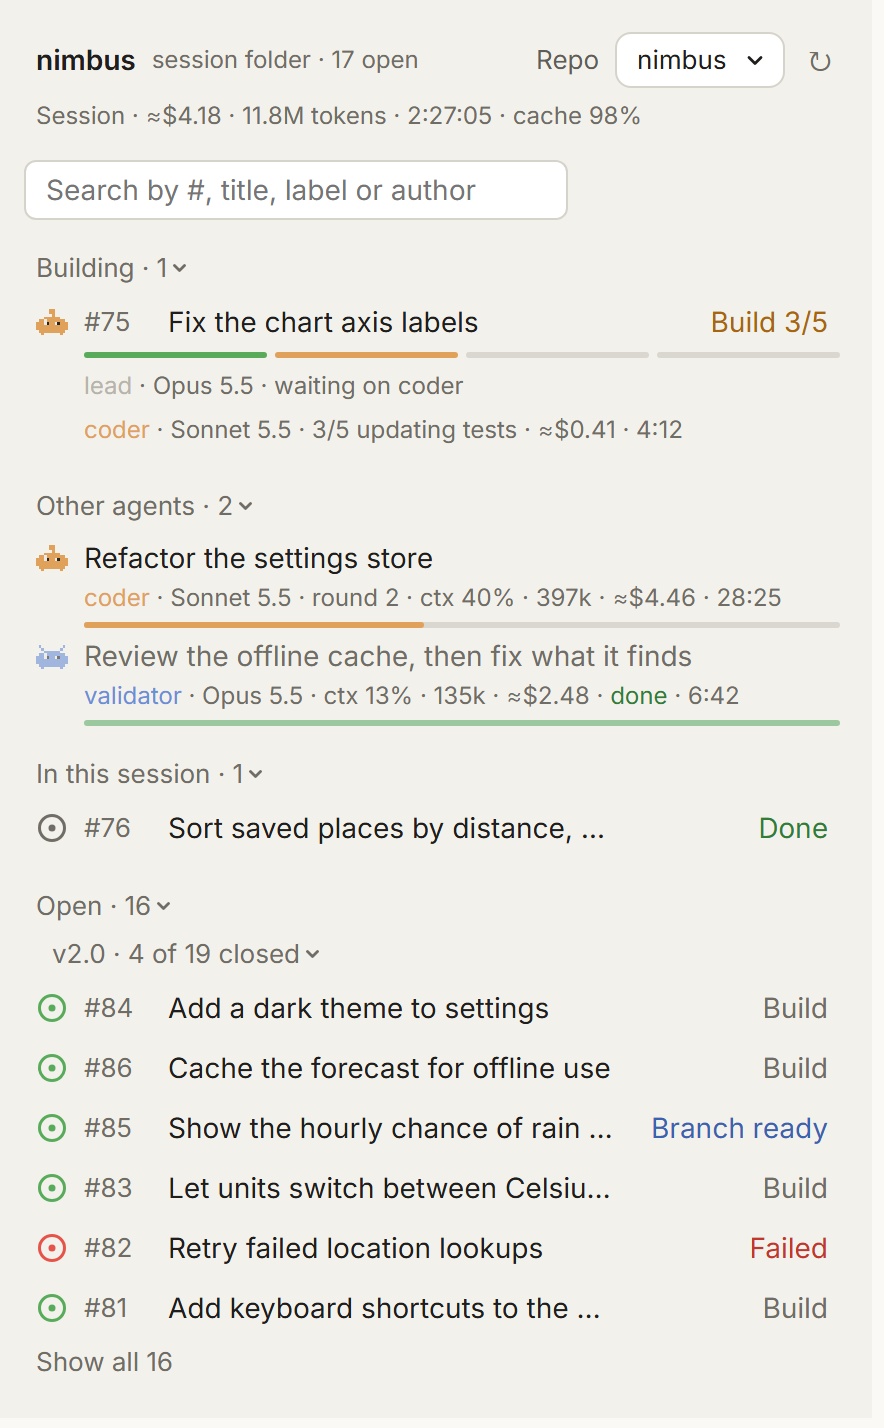 nimbus session folder · 17 open Repo nimbus
Session · ≈$4.18 · 11.8M tokens · 2:27:05 · cache 98%
Search by #, title, label or author
Building · 1
#75 Fix the chart axis labels Build 3/5
lead · Opus 5.5 · waiting on coder
coder · Sonnet 5.5 · 3/5 updating tests · ≈$0.41 · 4:12
Other agents · 2
Refactor the settings store
coder · Sonnet 5.5 · round 2 · ctx 40% · 397k · ≈$4.46 · 28:25
Review the offline cache, then fix what it finds
validator · Opus 5.5 · ctx 13% · 135k · ≈$2.48 · done · 6:42
In this session · 1
#76 Sort saved places by distance, ... Done
Open · 16
v2.0 · 4 of 19 closed
#84 Add a dark theme to settings Build
#86 Cache the forecast for offline use Build
#85 Show the hourly chance of rain ... Branch ready
#83 Let units switch between Celsiu... Build
#82 Retry failed location lookups Failed
#81 Add keyboard shortcuts to the ... Build
Show all 16